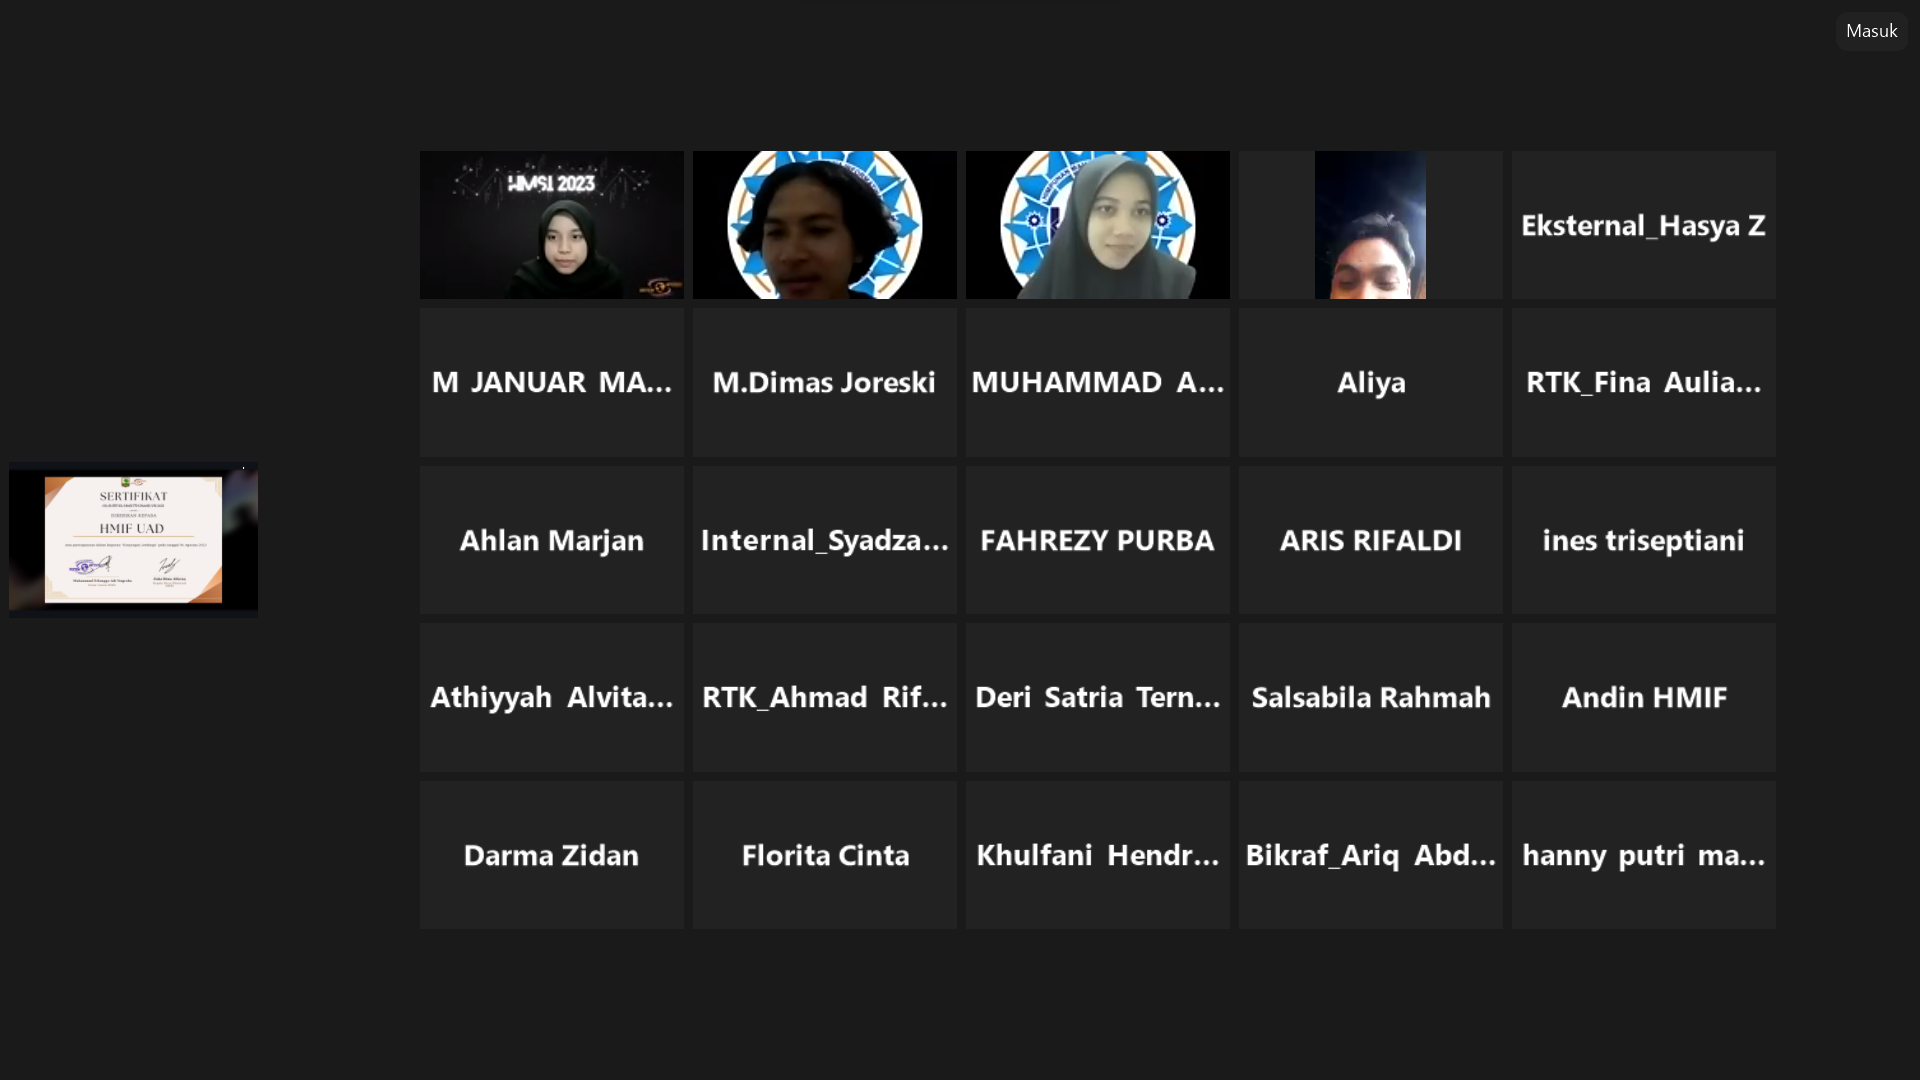 Masuk
HMSI 2023
Eksternal_Hasya Z
M JANUAR MA...
M.Dimas Joreski
MUHAMMAD A...
Aliya
RTK_Fina Aulia...
SERTIFIKAT
HMIF UAD
Ahlan Marjan
Internal_Syadza...
FAHREZY PURBA
ARIS RIFALDI
ines triseptiani
Athiyyah Alvita...
RTK_Ahmad Rif...
Deri Satria Tern...
Salsabila Rahmah
Andin HMIF
Darma Zidan
Florita Cinta
Khulfani Hendr...
Bikraf_Ariq Abd...
hanny putri ma...